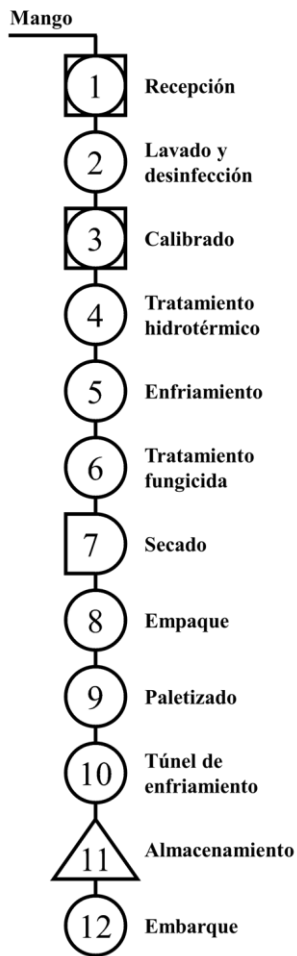 Mango
1
Recepción
2
Lavado y
desinfección
3
Calibrado
4
Tratamiento
hidrotérmico
5
Enfriamiento
6
Tratamiento
fungicida
7
Secado
8
Empaque
9
Paletizado
10
Túnel de
enfriamiento
11
Almacenamiento
12
Embarque